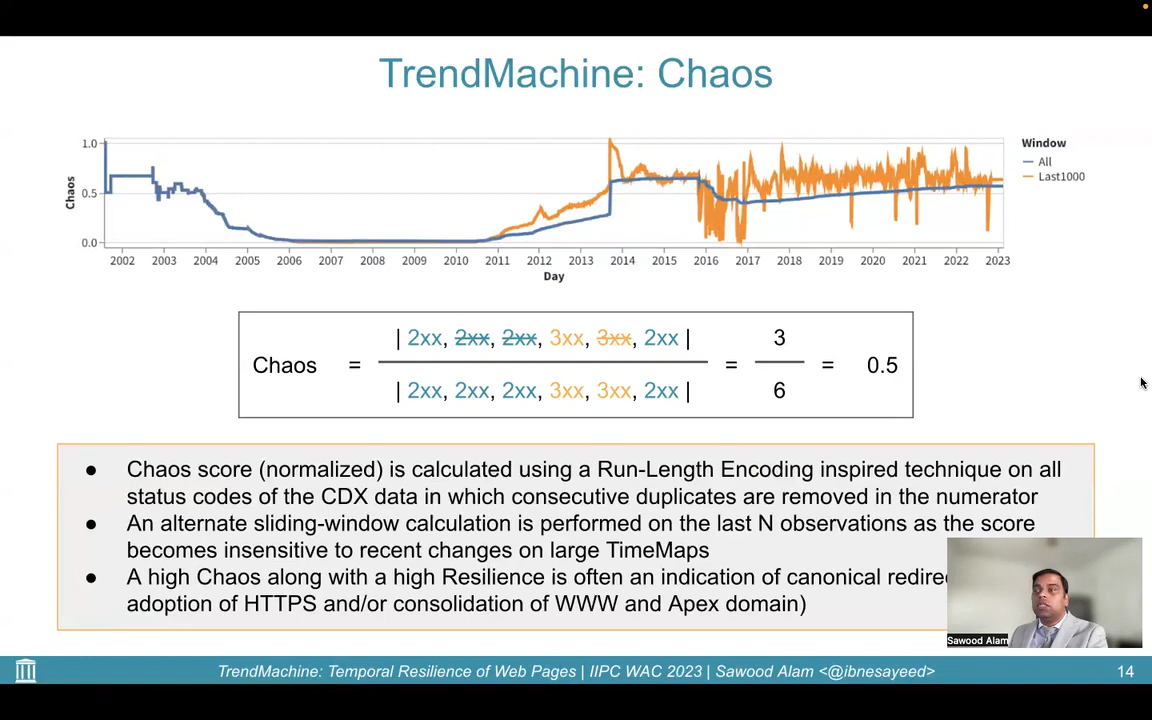 TrendMachine: Chaos
1.0
0.5
0.0
Chaos
2002 2003 2004 2005 2006 2007 2008 2009 2010 2011 2012 2013 2014 2015 2016 2017 2018 2019 2020 2021 2022 2023
Day
Window
All
Last1000
| 2xx, 2xx, 2xx, 3xx, 3xx, 2xx |
Chaos = = 3 = 0.5
6
| 2xx, 2xx, 2xx, 3xx, 3xx, 2xx |
● Chaos score (normalized) is calculated using a Run-Length Encoding inspired technique on all
status codes of the CDX data in which consecutive duplicates are removed in the numerator
● An alternate sliding-window calculation is performed on the last N observations as the score
becomes insensitive to recent changes on large TimeMaps
● A high Chaos along with a high Resilience is often an indication of canonical
adoption of HTTPS and/or consolidation of WWW and Apex domain)
Sawood Alam
TrendMachine: Temporal Resilience of Web Pages | IIPC WAC 2023 | Sawood Alam <@ibnesayeed>
14